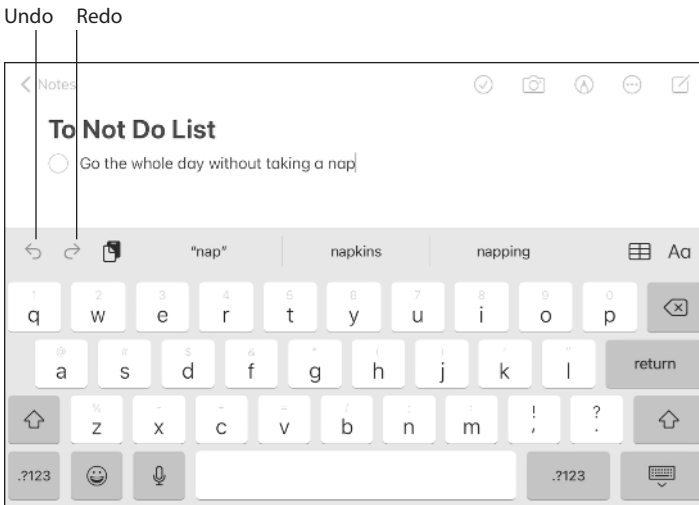 Undo Redo
Notes
To Not Do List
Go the whole day without taking a nap
“nap” napkins napping Aa
1 2 3 4 5 6 7 8 9 0
q w e r t y u i o p
@ # $ & * ( ) ' "
a s d f g h j k l return
% - + = / ; : ! ?
z x c v b n m , .
.?123 .?123